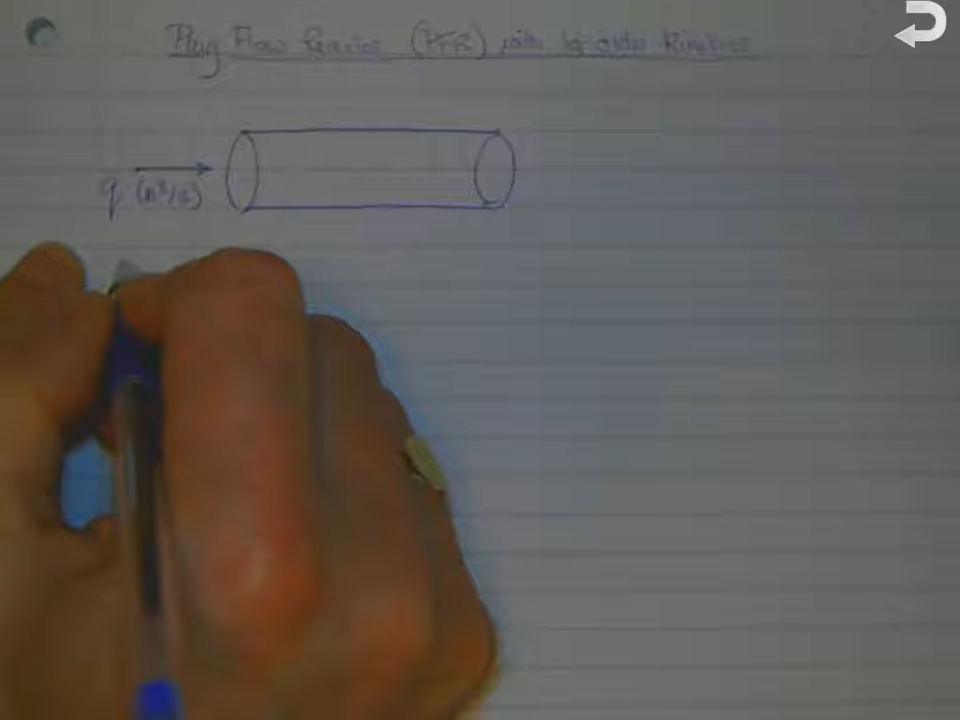 Plug Flow Reactor (PFR) with 1st order Kinetics
q (m³/s)